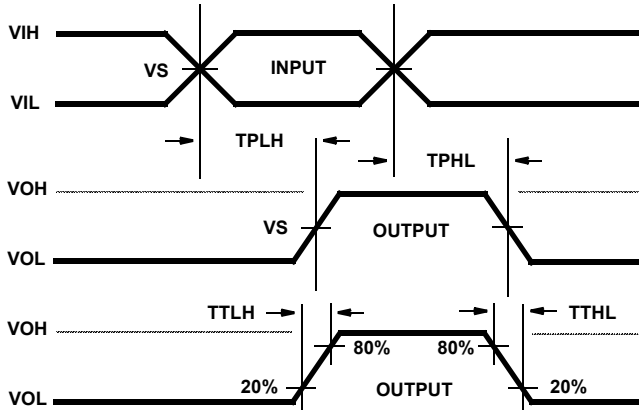 VIH
VS INPUT
VIL
TPLH
TPHL
VOH
VS OUTPUT
VOL
TTLH TTHL
VOH
80% 80%
20% OUTPUT 20%
VOL